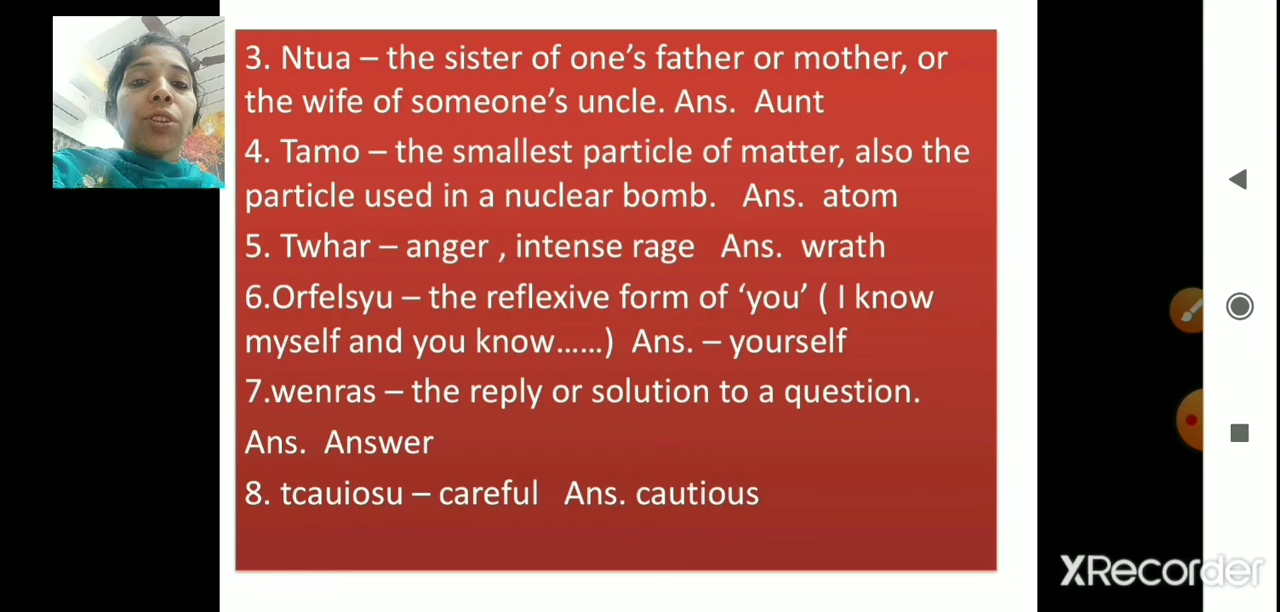 3. Ntua – the sister of one’s father or mother, or
the wife of someone’s uncle. Ans.  Aunt
4. Tamo – the smallest particle of matter, also the
particle used in a nuclear bomb.   Ans.  atom
5. Twhar – anger , intense rage   Ans.  wrath
6.Orfelsyu – the reflexive form of ‘you’ ( I know
myself and you know......)  Ans. – yourself
7.wenras – the reply or solution to a question.
Ans.  Answer
8. tcauiosu – careful   Ans. cautious
XRecorder